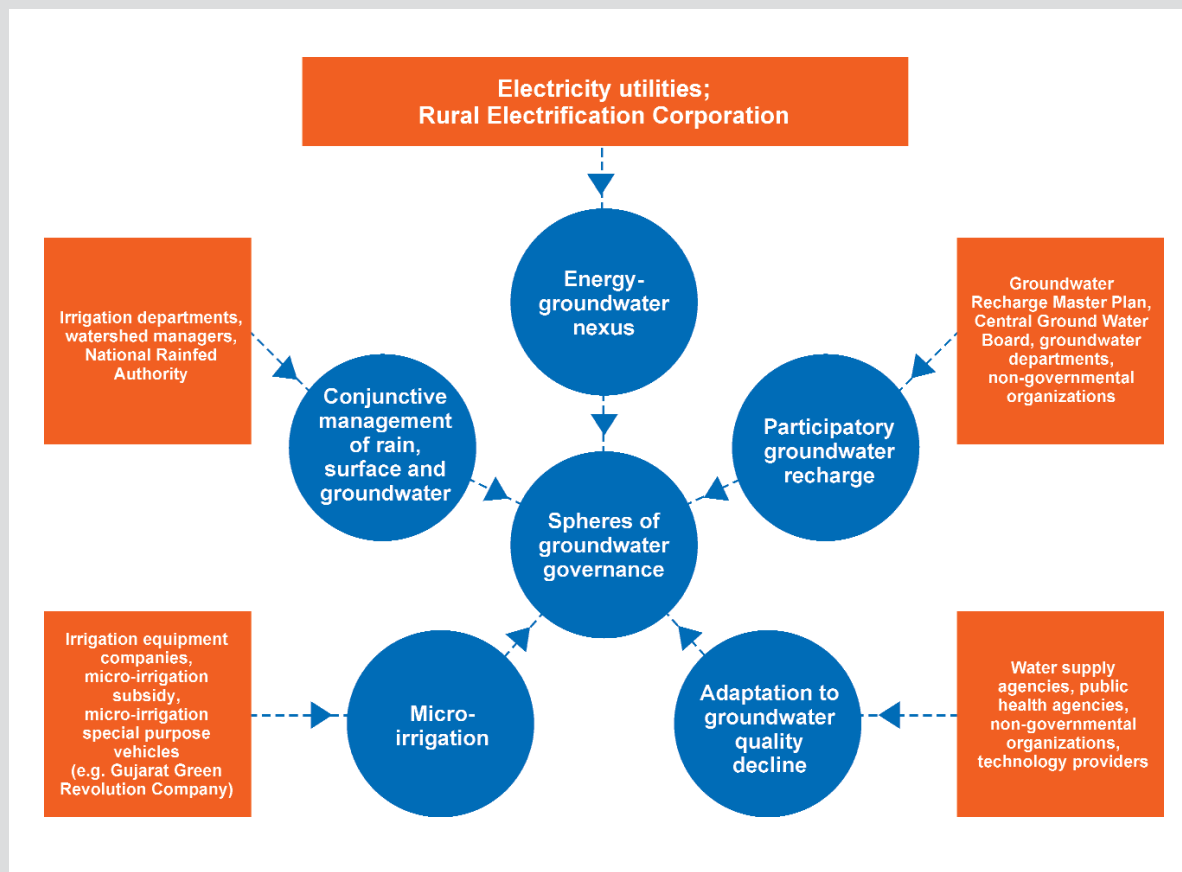 Electricity utilities;
Rural Electrification Corporation
Energy-
groundwater
nexus
Irrigation departments,
watershed managers,
National Rainfed
Authority
Groundwater
Recharge Master Plan,
Central Ground Water
Board, groundwater
departments,
non-governmental
organizations
Conjunctive
management
of rain,
surface and
groundwater
Participatory
groundwater
recharge
Spheres of
groundwater
governance
Irrigation equipment
companies,
micro-irrigation
subsidy,
micro-irrigation
special purpose
vehicles
(e.g. Gujarat Green
Revolution Company)
Micro-
irrigation
Adaptation to
groundwater
quality
decline
Water supply
agencies, public
health agencies,
non-governmental
organizations,
technology providers